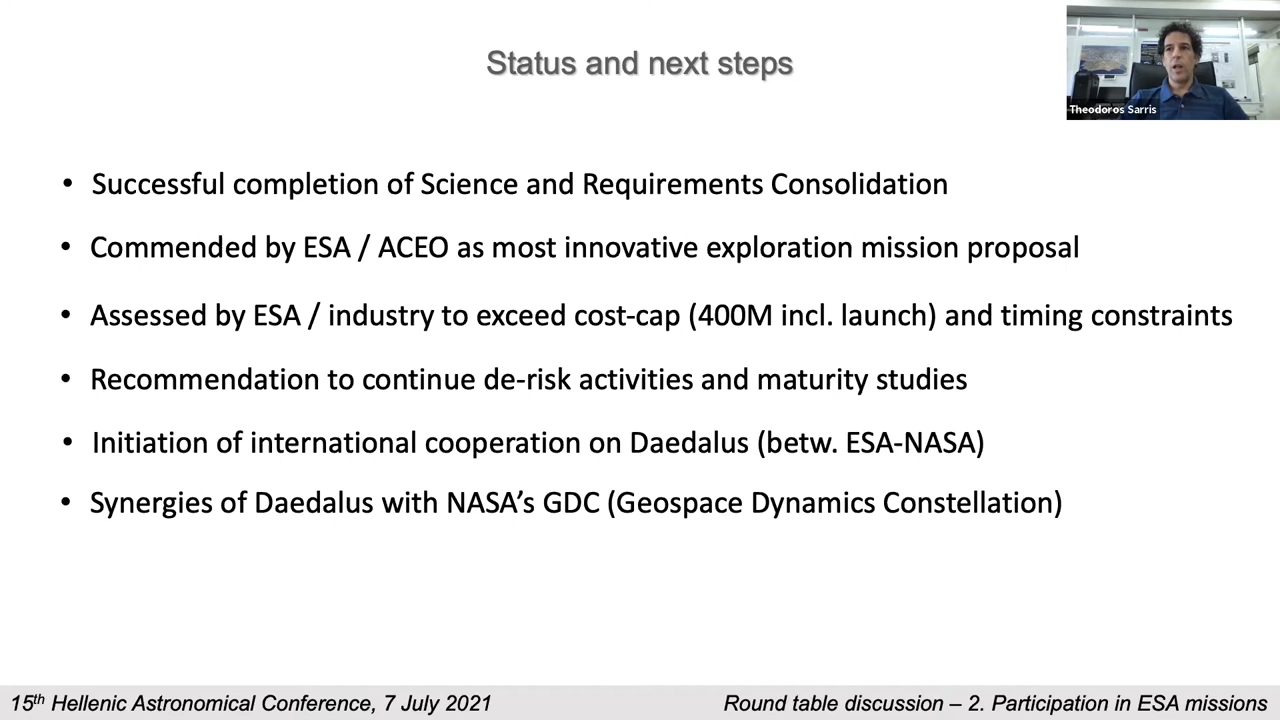 Status and next steps
Theodoros Sarris
• Successful completion of Science and Requirements Consolidation
• Commended by ESA / ACEO as most innovative exploration mission proposal
• Assessed by ESA / industry to exceed cost-cap (400M incl. launch) and timing constraints
• Recommendation to continue de-risk activities and maturity studies
• Initiation of international cooperation on Daedalus (betw. ESA-NASA)
• Synergies of Daedalus with NASA’s GDC (Geospace Dynamics Constellation)
15th Hellenic Astronomical Conference, 7 July 2021
Round table discussion – 2. Participation in ESA missions